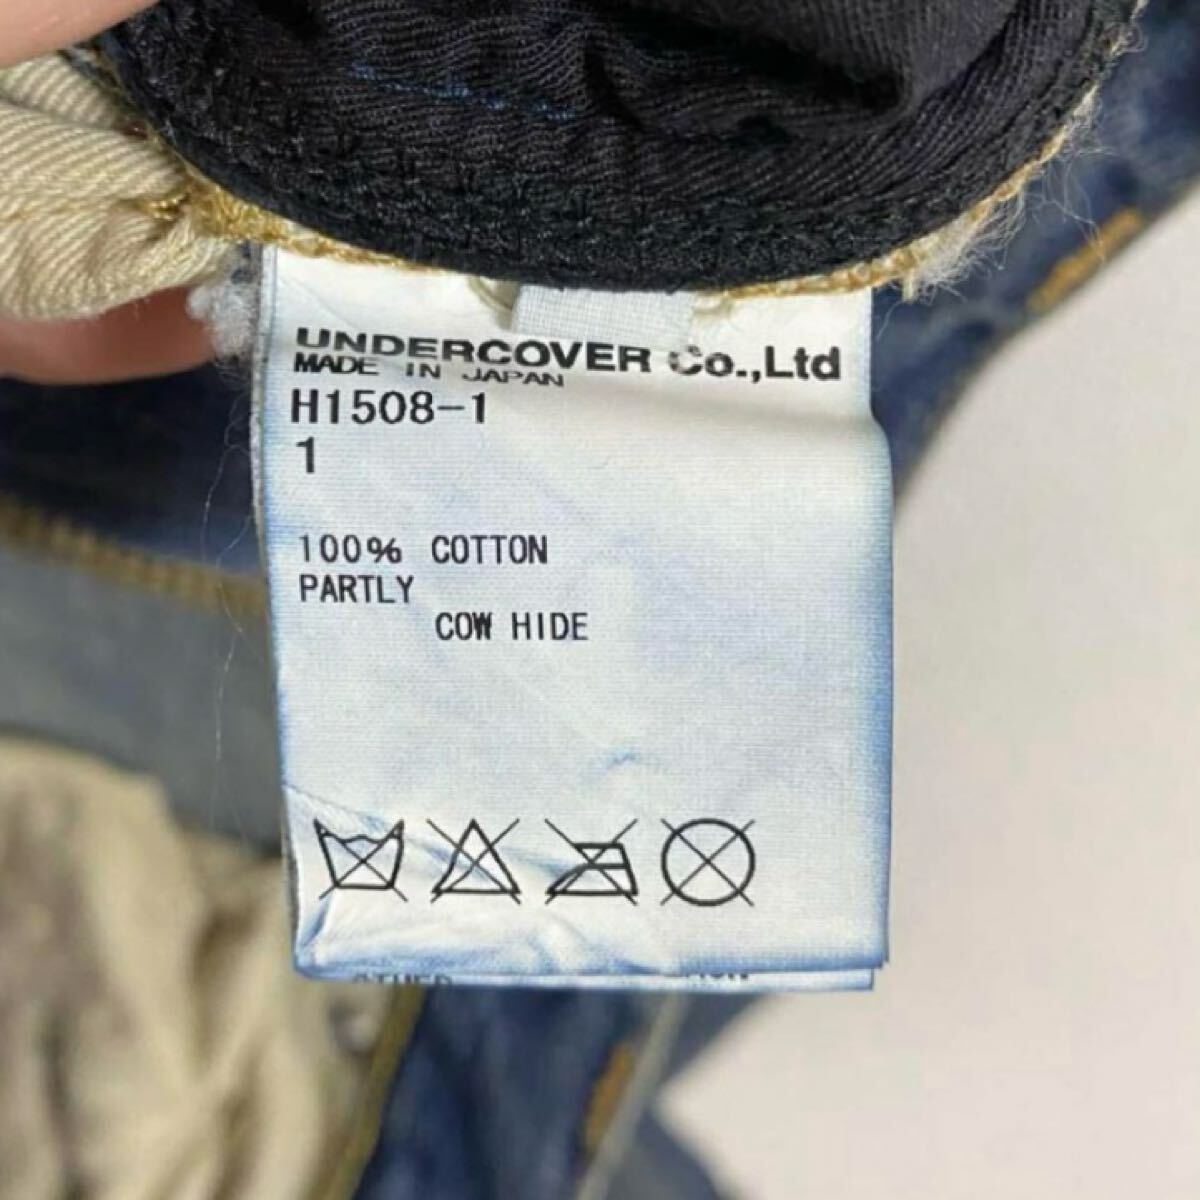 UNDERCOVER Co.,Ltd
MADE IN JAPAN
H1508-1
1
100% COTTON
PARTLY
COW HIDE